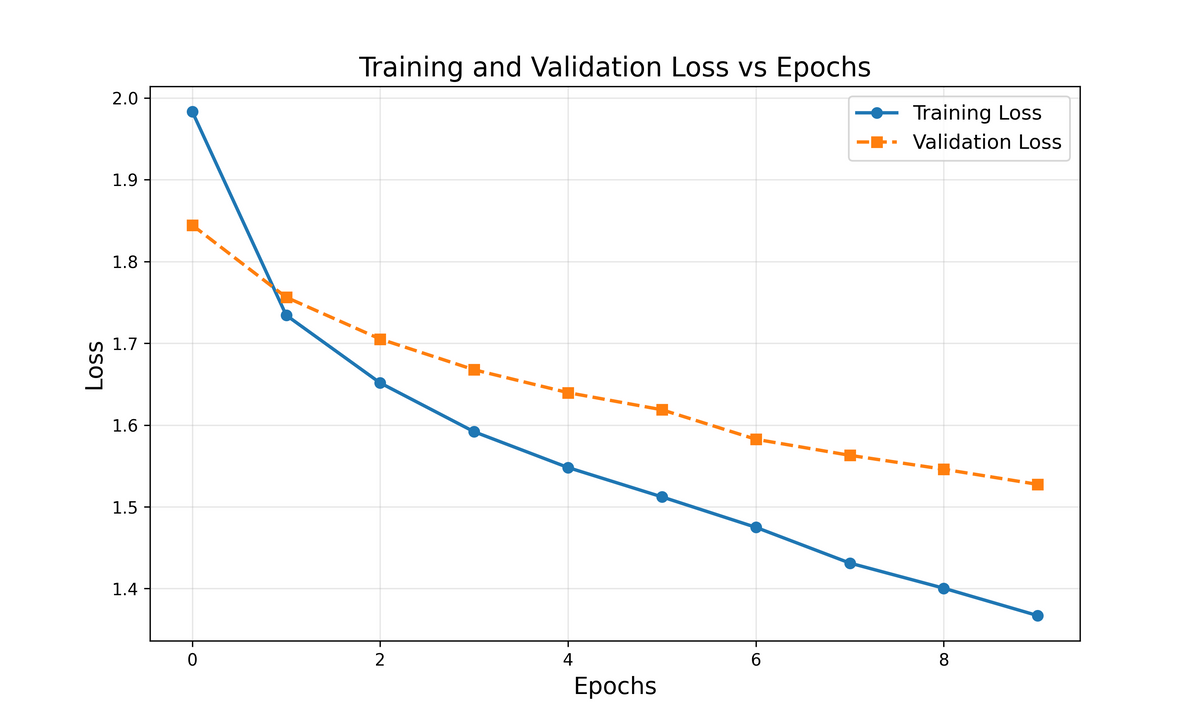 Training and Validation Loss vs Epochs
Training Loss
Validation Loss
Loss
2.0
1.9
1.8
1.7
1.6
1.5
1.4
0 2 4 6 8
Epochs